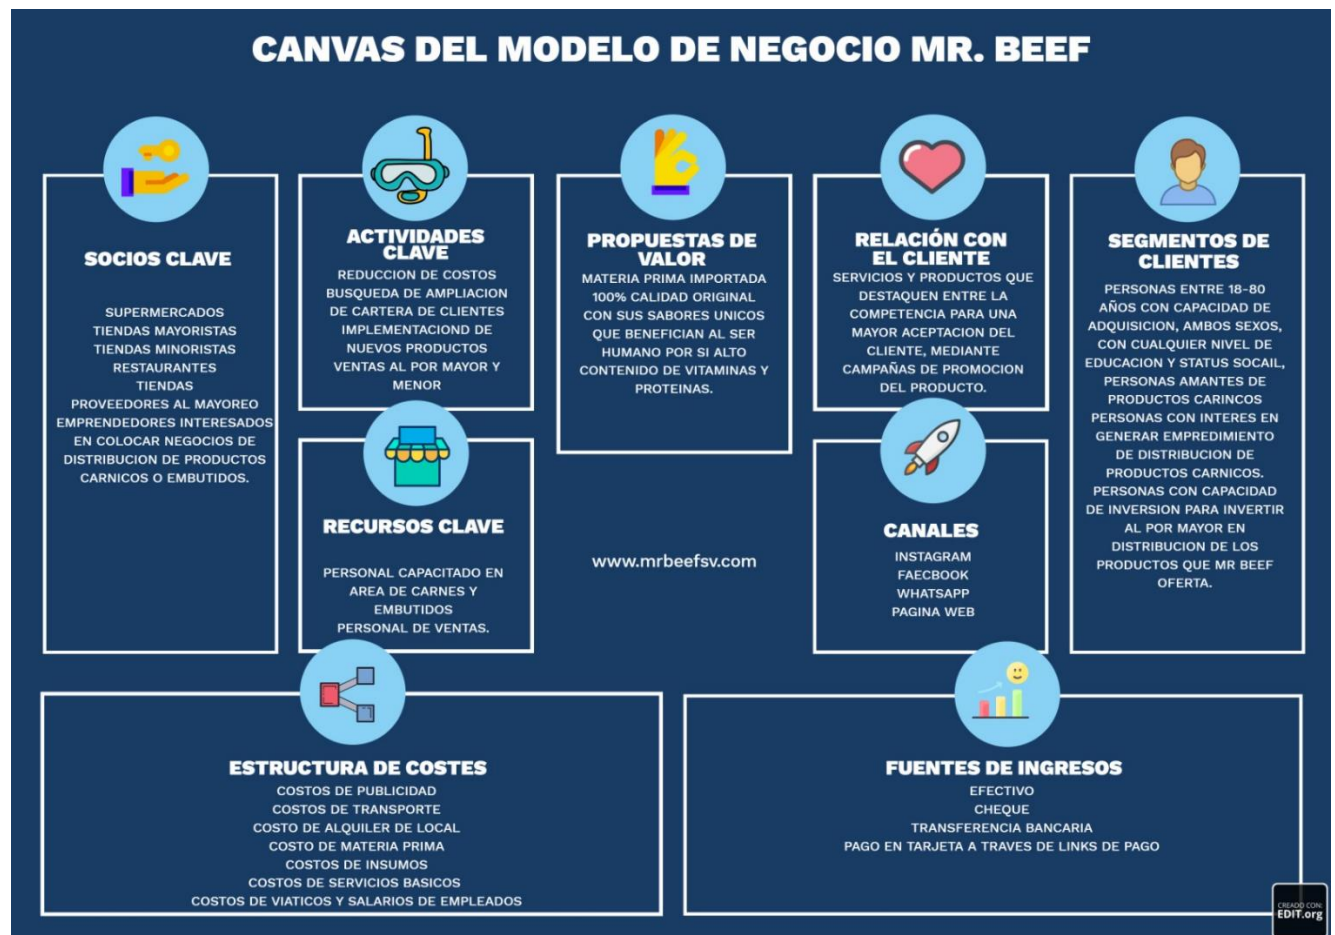 CANVAS DEL MODELO DE NEGOCIO MR. BEEF
SOCIOS CLAVE
SUPERMERCADOS
TIENDAS MAYORISTAS
TIENDAS MINORISTAS
RESTAURANTES
TIENDAS
PROVEEDORES AL MAYOREO
EMPRENDEDORES INTERESADOS
EN COLOCAR NEGOCIOS DE
DISTRIBUCION DE PRODUCTOS
CARNICOS O EMBUTIDOS.
ACTIVIDADES
CLAVE
REDUCCION DE COSTOS
BUSQUEDA DE AMPLIACION
DE CARTERA DE CLIENTES
IMPLEMENTACIOND DE
NUEVOS PRODUCTOS
VENTAS AL POR MAYOR Y
MENOR
RECURSOS CLAVE
PERSONAL CAPACITADO EN
AREA DE CARNES Y
EMBUTIDOS
PERSONAL DE VENTAS.
PROPUESTAS DE
VALOR
MATERIA PRIMA IMPORTADA
100% CALIDAD ORIGINAL
CON SUS SABORES UNICOS
QUE BENEFICIAN AL SER
HUMANO POR SI ALTO
CONTENIDO DE VITAMINAS Y
PROTEINAS.
www.mrbeefsv.com
RELACIÓN CON
EL CLIENTE
SERVICIOS Y PRODUCTOS QUE
DESTAQUEN ENTRE LA
COMPETENCIA PARA UNA
MAYOR ACEPTACION DEL
CLIENTE, MEDIANTE
CAMPAÑAS DE PROMOCION
DEL PRODUCTO.
CANALES
INSTAGRAM
FAECBOOK
WHATSAPP
PAGINA WEB
SEGMENTOS DE
CLIENTES
PERSONAS ENTRE 18-80
AÑOS CON CAPACIDAD DE
ADQUISICION, AMBOS SEXOS,
CON CUALQUIER NIVEL DE
EDUCACION Y STATUS SOCAIL,
PERSONAS AMANTES DE
PRODUCTOS CARINCOS
PERSONAS CON INTERES EN
GENERAR EMPREDIMIENTO
DE DISTRIBUCION DE
PRODUCTOS CARNICOS.
PERSONAS CON CAPACIDAD
DE INVERSION PARA INVERTIR
AL POR MAYOR EN
DISTRIBUCION DE LOS
PRODUCTOS QUE MR BEEF
OFERTA.
ESTRUCTURA DE COSTES
COSTOS DE PUBLICIDAD
COSTOS DE TRANSPORTE
COSTO DE ALQUILER DE LOCAL
COSTO DE MATERIA PRIMA
COSTOS DE INSUMOS
COSTOS DE SERVICIOS BASICOS
COSTOS DE VIATICOS Y SALARIOS DE EMPLEADOS
FUENTES DE INGRESOS
EFECTIVO
CHEQUE
TRANSFERENCIA BANCARIA
PAGO EN TARJETA A TRAVES DE LINKS DE PAGO
CREADO CON:
EDIT.org